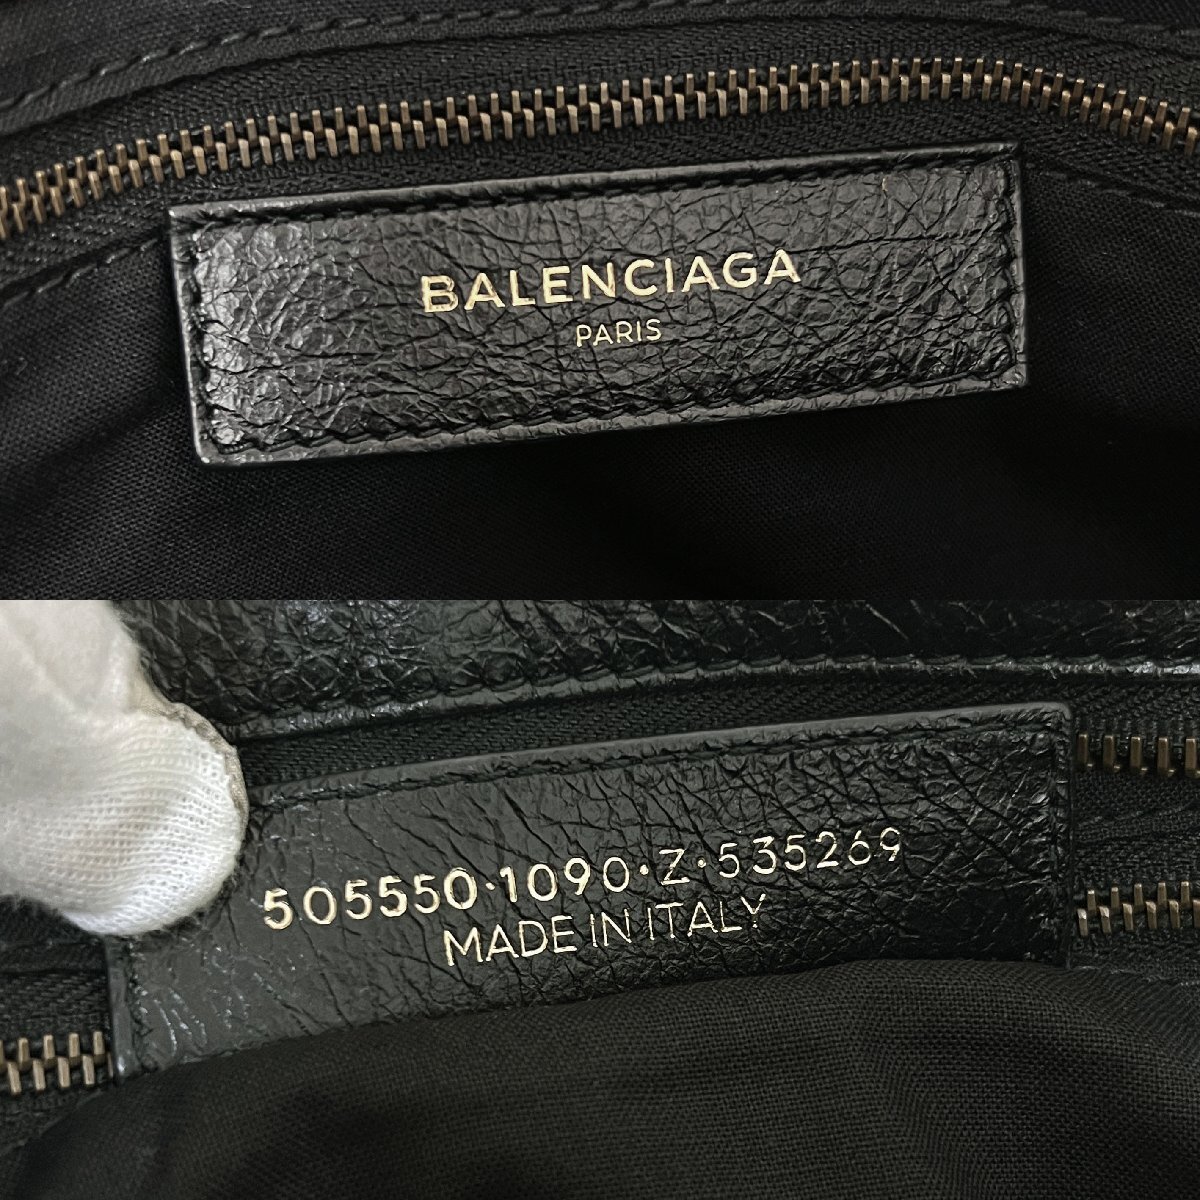 BALENCIAGA
PARIS
505550·1090·Z·535269
MADE IN ITALY